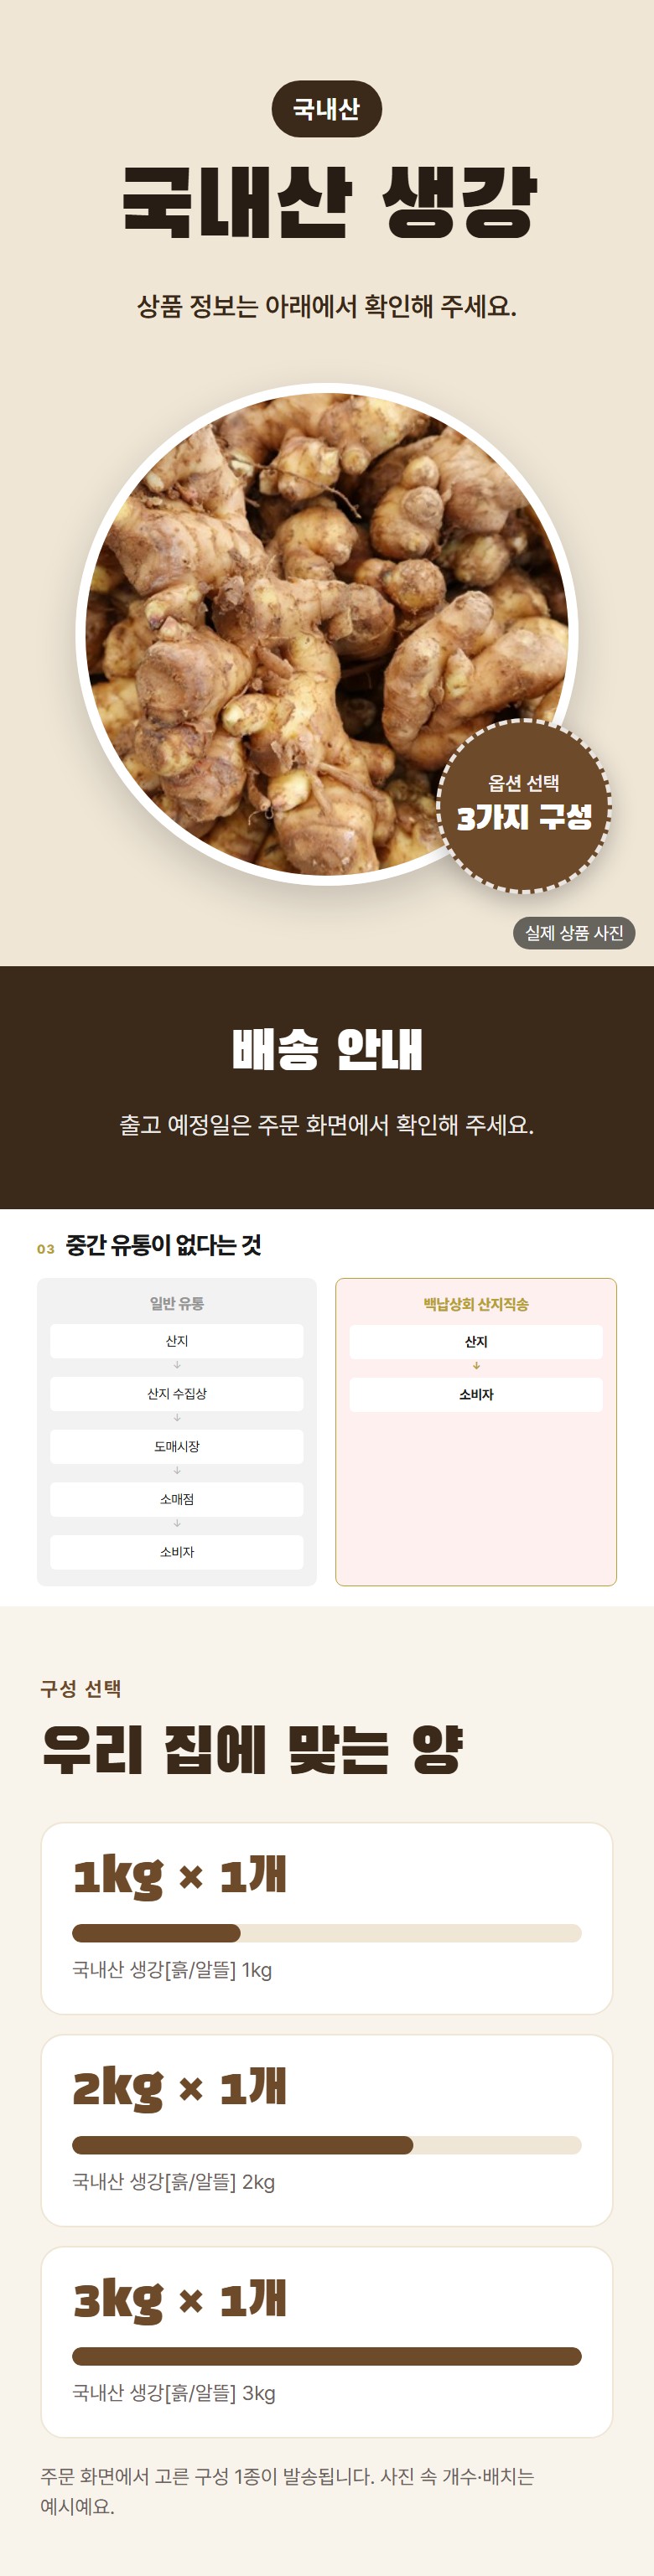 국내산
국내산 생강
상품 정보는 아래에서 확인해 주세요.
옵션 선택
3가지 구성
실제 상품 사진
배송 안내
출고 예정일은 주문 화면에서 확인해 주세요.
03 중간 유통이 없다는 것
일반 유통
산지
↓
산지 수집상
↓
도매시장
↓
소매점
↓
소비자
백납상회 산지직송
산지
↓
소비자
구성 선택
우리 집에 맞는 양
1kg × 1개
국내산 생강[흙/알뜰] 1kg
2kg × 1개
국내산 생강[흙/알뜰] 2kg
3kg × 1개
국내산 생강[흙/알뜰] 3kg
주문 화면에서 고른 구성 1종이 발송됩니다. 사진 속 개수·배치는
예시예요.